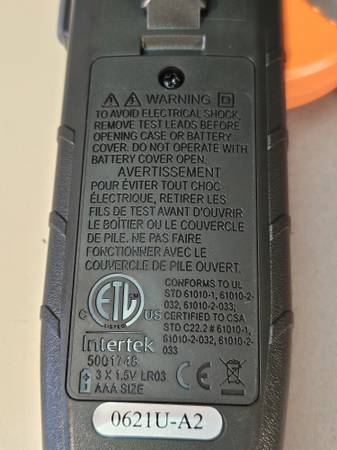 WARNING
TO AVOID ELECTRICAL SHOCK,
REMOVE TEST LEADS BEFORE
OPENING CASE OR BATTERY
COVER. DO NOT OPERATE WITH
BATTERY COVER OPEN.
AVERTISSEMENT
POUR ÉVITER TOUT CHOC
ÉLECTRIQUE, RETIRER LES
FILS DE TEST AVANT D'OUVRIR
LE BOÎTIER OU LE COUVERCLE
DE PILE. NE PAS FAIRE
FONCTIONNER AVEC LE
COUVERCLE DE PILE OUVERT.
CONFORMS TO UL
STD 61010-1, 61010-2-
032, 61010-2-033;
CERTIFIED TO CSA
STD C22.2 # 61010-1,
61010-2-032, 61010-2-
033
C ETL US
LISTED
Intertek
5001746
3 X 1.5V LR03
AAA SIZE
CE
0621U-A2